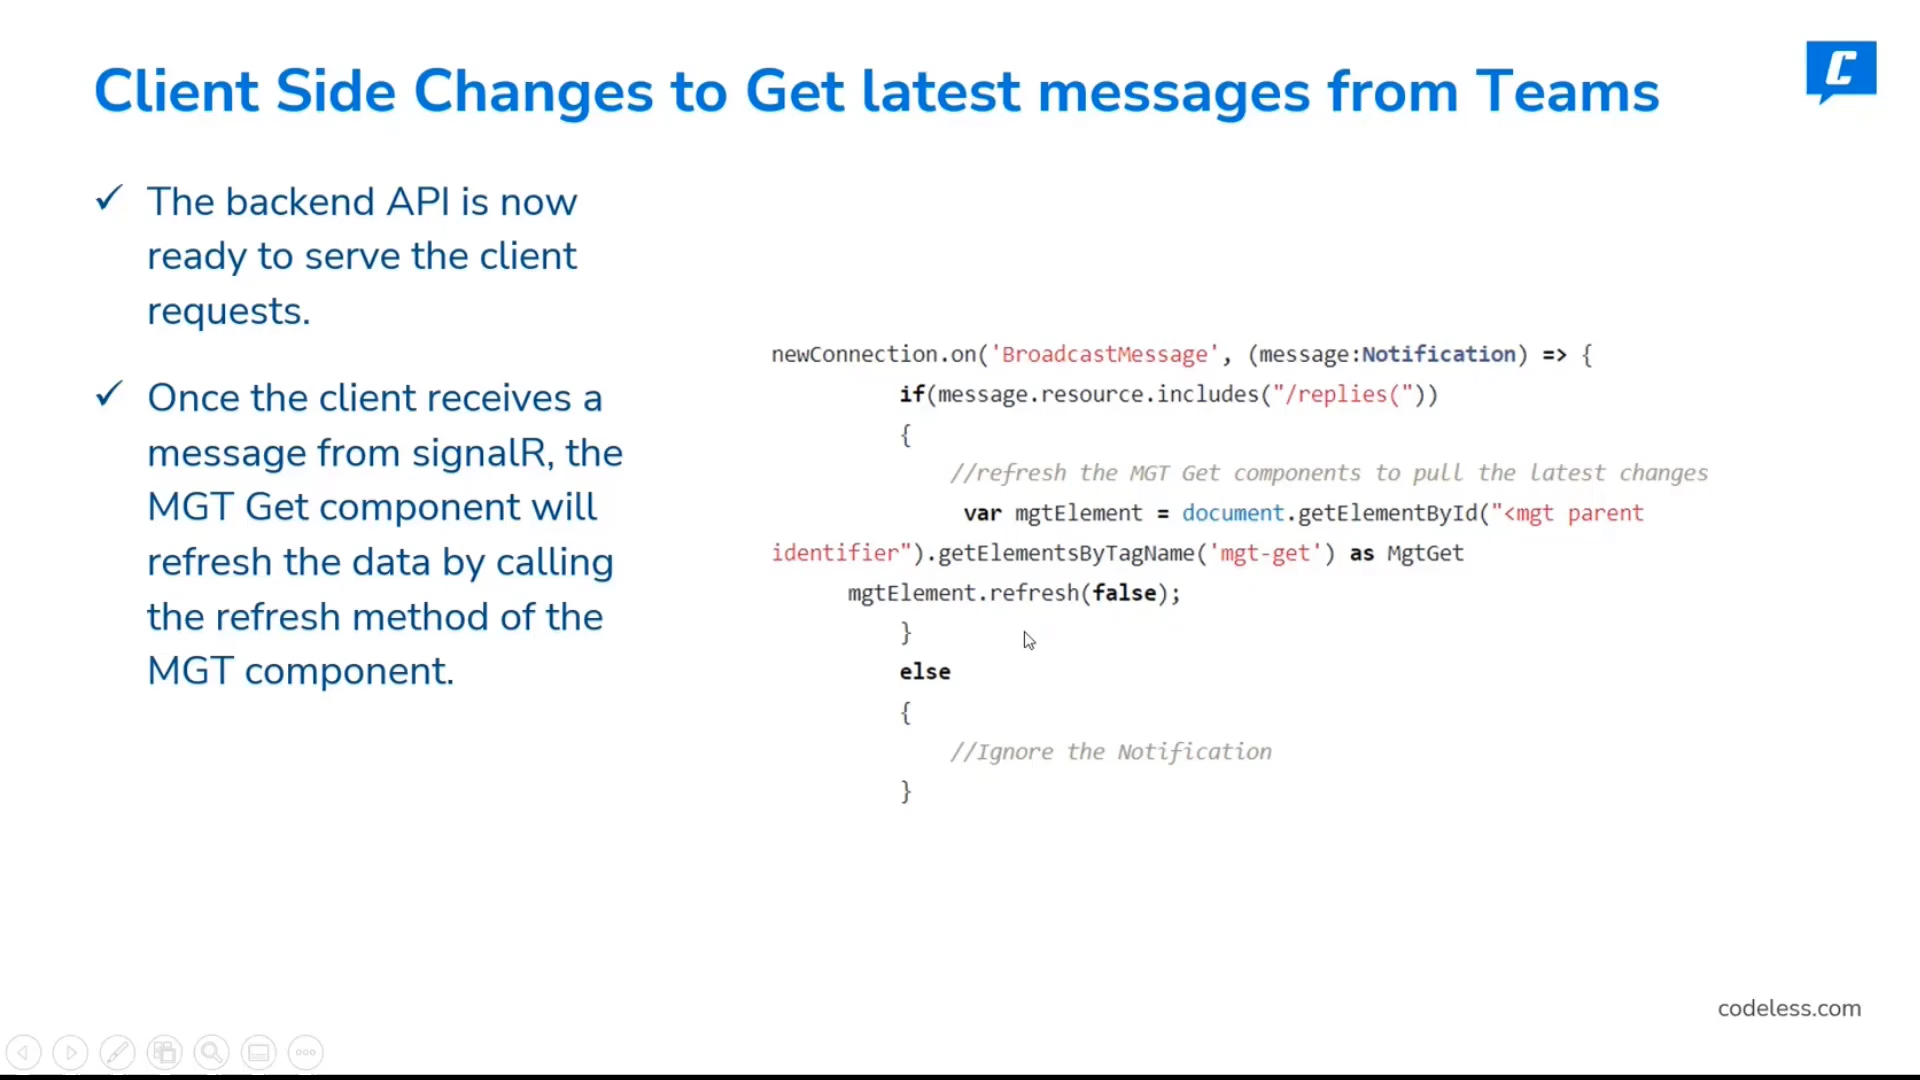 Client Side Changes to Get latest messages from Teams
C
✓ The backend API is now
ready to serve the client
requests.
✓ Once the client receives a
message from signalR, the
MGT Get component will
refresh the data by calling
the refresh method of the
MGT component.
newConnection.on('BroadcastMessage', (message:Notification) => {
if(message.resource.includes("/replies("))
{
//refresh the MGT Get components to pull the latest changes
var mgtElement = document.getElementById("<mgt parent
identifier").getElementsByTagName('mgt-get') as MgtGet
mgtElement.refresh(false);
}
else
{
//Ignore the Notification
}
codeless.com